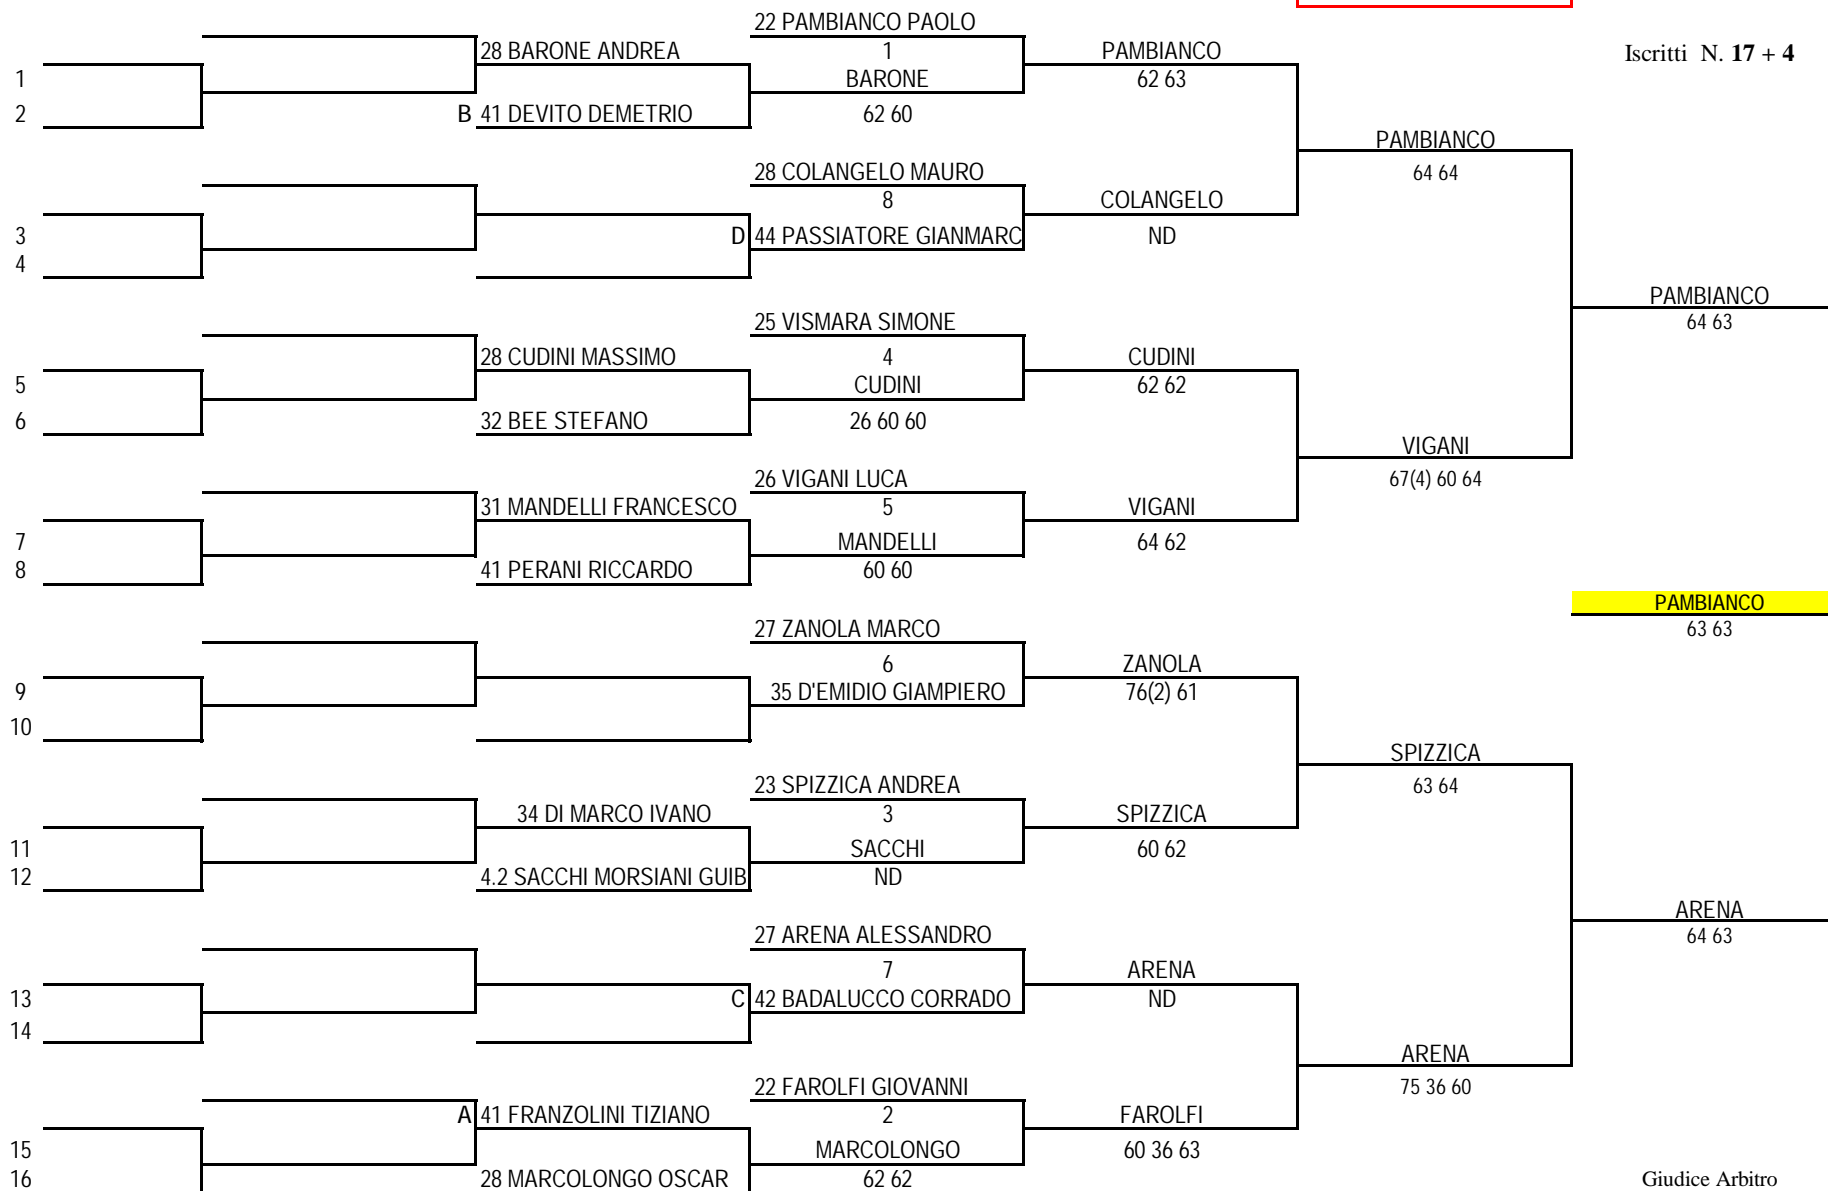 22 PAMBIANCO PAOLO
28 BARONE ANDREA
1
PAMBIANCO
Iscritti N. 17 + 4
1
BARONE
62 63
2
B 41 DEVITO DEMETRIO
62 60
PAMBIANCO
28 COLANGELO MAURO
64 64
8
COLANGELO
3
D 44 PASSIATORE GIANMARC
ND
4
PAMBIANCO
25 VISMARA SIMONE
64 63
28 CUDINI MASSIMO
4
CUDINI
5
CUDINI
62 62
6
32 BEE STEFANO
26 60 60
VIGANI
26 VIGANI LUCA
67(4) 60 64
31 MANDELLI FRANCESCO
5
VIGANI
7
MANDELLI
64 62
8
41 PERANI RICCARDO
60 60
PAMBIANCO
27 ZANOLA MARCO
63 63
6
ZANOLA
9
35 D'EMIDIO GIAMPIERO
76(2) 61
10
SPIZZICA
23 SPIZZICA ANDREA
63 64
34 DI MARCO IVANO
3
SPIZZICA
11
SACCHI
60 62
12
4.2 SACCHI MORSIANI GUIB
ND
ARENA
27 ARENA ALESSANDRO
64 63
7
ARENA
13
C 42 BADALUCCO CORRADO
ND
14
ARENA
22 FAROLFI GIOVANNI
75 36 60
A 41 FRANZOLINI TIZIANO
2
FAROLFI
15
MARCOLONGO
60 36 63
16
28 MARCOLONGO OSCAR
62 62
Giudice Arbitro